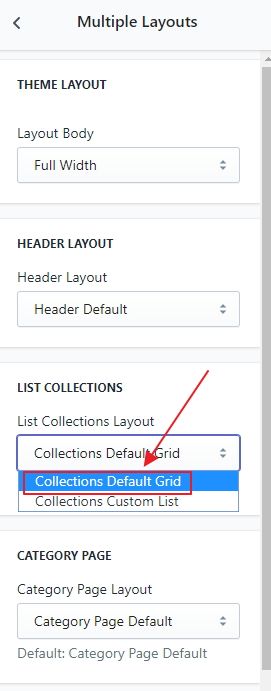 Multiple Layouts
THEME LAYOUT
Layout Body
Full Width
HEADER LAYOUT
Header Layout
Header Default
LIST COLLECTIONS
List Collections Layout
Collections Default Grid
Collections Default Grid
Collections Custom List
CATEGORY PAGE
Category Page Layout
Category Page Default
Default: Category Page Default